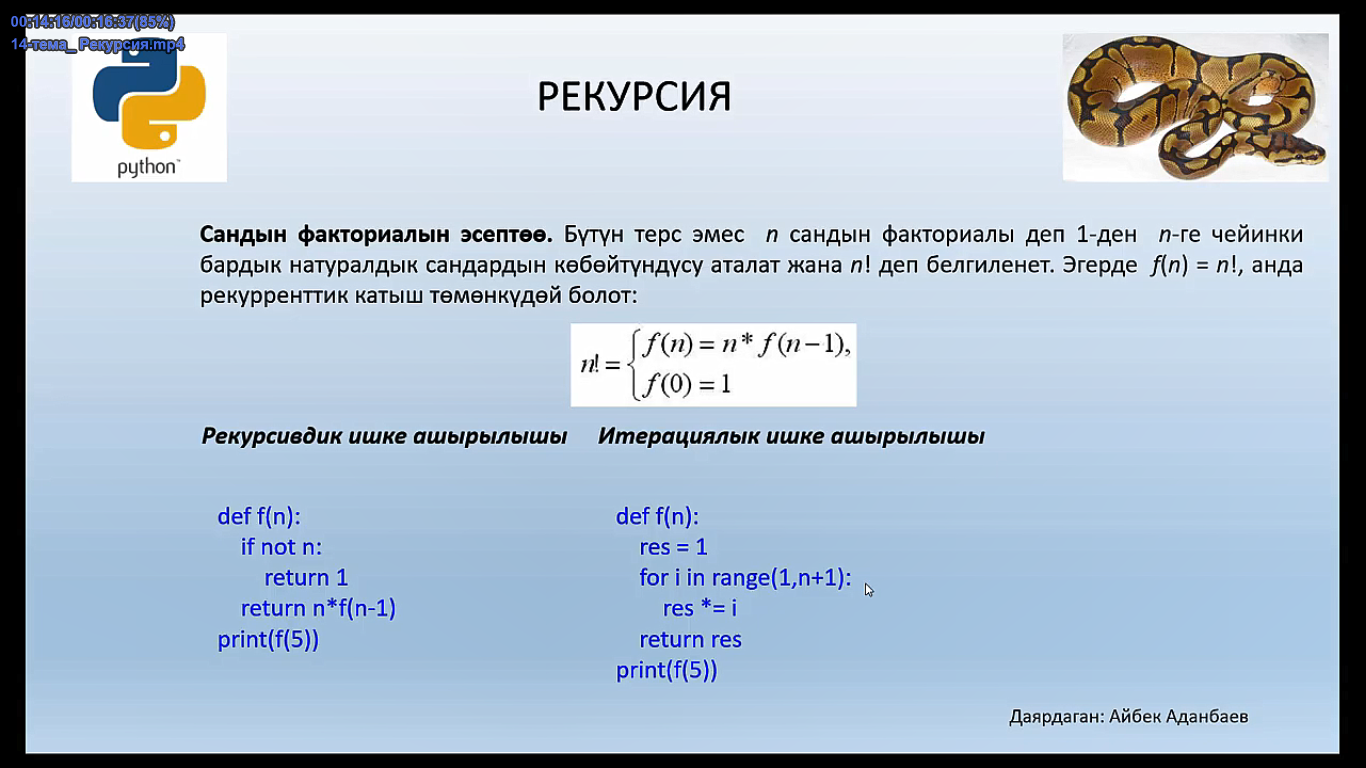 00:14:16/00:16:37(85%)
14-тема_ Рекурсия.mp4
python™
РЕКУРСИЯ
Сандын факториалын эсептөө. Бүтүн терс эмес n сандын факториалы деп 1-ден n-ге чейинки
бардык натуралдык сандардын көбөйтүндүсү аталат жана n! деп белгиленет. Эгерде f(n) = n!, анда
рекурренттик катыш төмөнкүдөй болот:
n! = { f(n) = n * f(n−1),
f(0) = 1
Рекурсивдик ишке ашырылышы
def f(n):
if not n:
return 1
return n*f(n-1)
print(f(5))
Итерациялык ишке ашырылышы
def f(n):
res = 1
for i in range(1,n+1):
res *= i
return res
print(f(5))
Даярдаган: Айбек Аданбаев